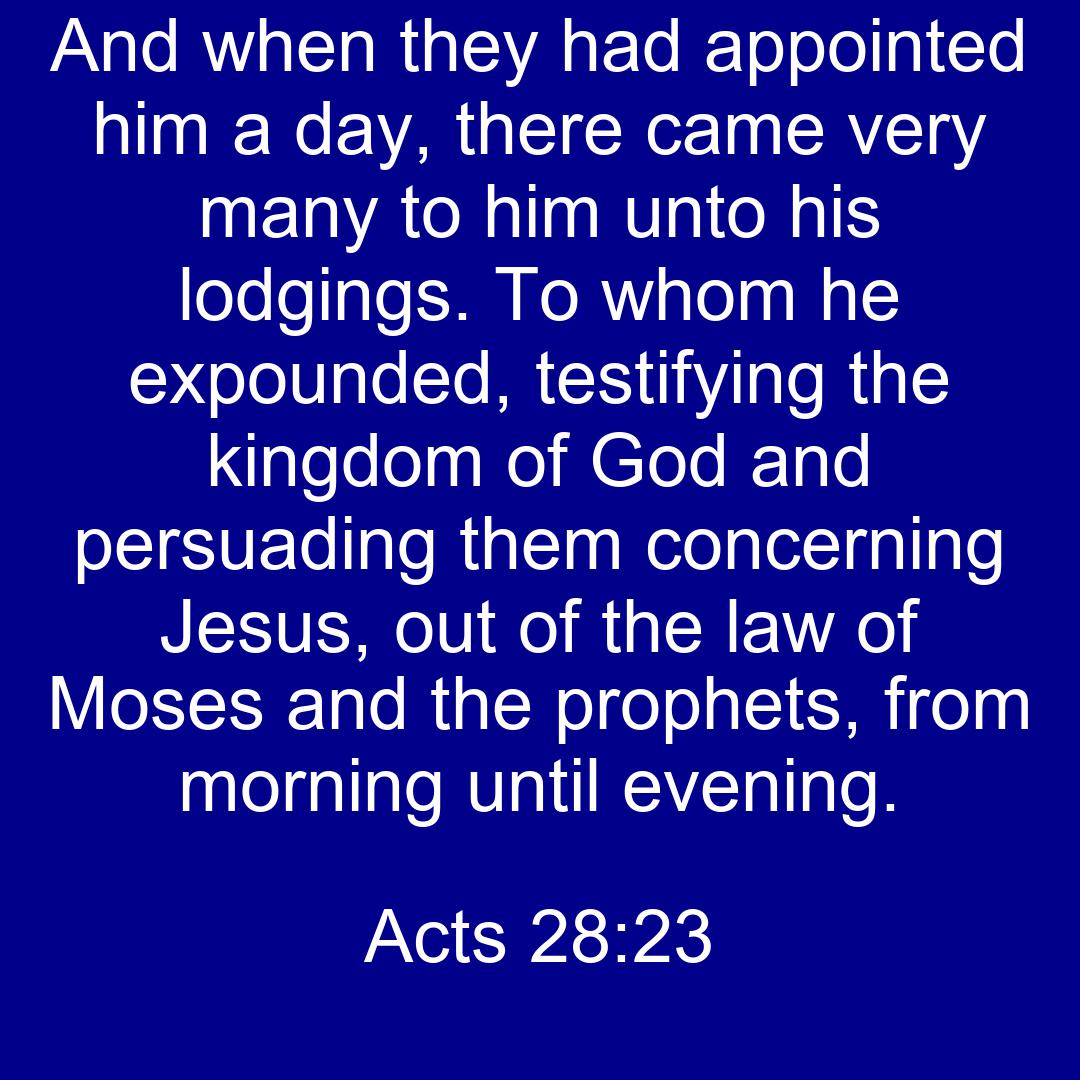 And when they had appointed
him a day, there came very
many to him unto his
lodgings. To whom he
expounded, testifying the
kingdom of God and
persuading them concerning
Jesus, out of the law of
Moses and the prophets, from
morning until evening.
Acts 28:23